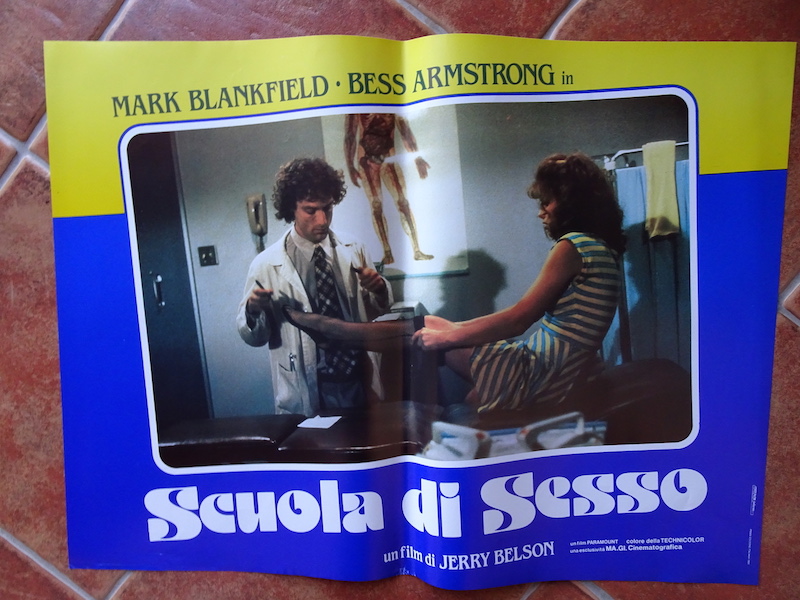 MARK BLANKFIELD · BESS ARMSTRONG in
Scuola di Sesso
un film di JERRY BELSON
un film PARAMOUNT colore della TECHNICOLOR
una esclusività MA.GI. Cinematografica